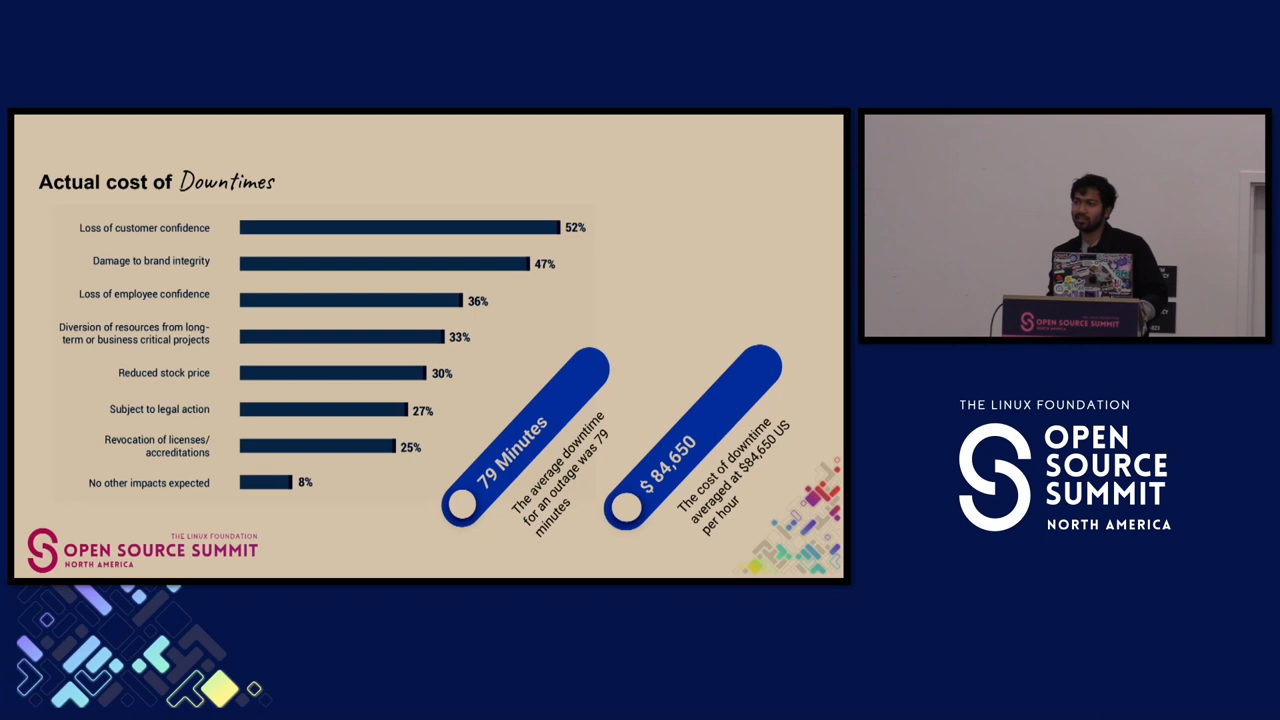 Actual cost of Downtimes
Loss of customer confidence
52%
Damage to brand integrity
47%
Loss of employee confidence
36%
Diversion of resources from long-
term or business critical projects
33%
Reduced stock price
30%
Subject to legal action
27%
Revocation of licenses/
accreditations
25%
No other impacts expected
8%
79 Minutes
The average downtime
for an outage was 79
minutes
$ 84,650
The cost of downtime
averaged at $84,650 US
per hour
THE LINUX FOUNDATION
OPEN SOURCE SUMMIT
NORTH AMERICA
OPEN SOURCE SUMMIT
NORTH AMERICA
THE LINUX FOUNDATION
OPEN
SOURCE
SUMMIT
NORTH AMERICA